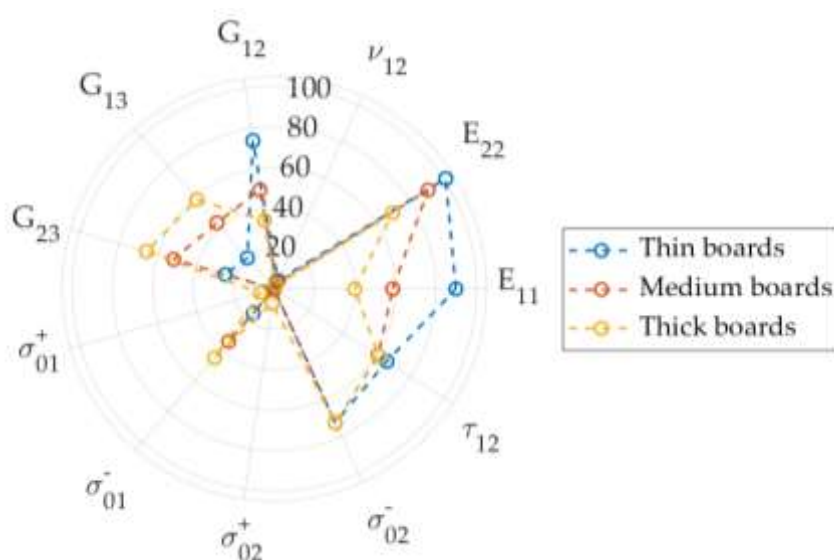 G₁₂
ν₁₂
G₁₃
100
80
E₂₂
60
40
G₂₃
20
Thin boards
E₁₁
Medium boards
Thick boards
σ⁺₀₁
τ₁₂
σ⁻₀₁
σ⁺₀₂
σ⁻₀₂